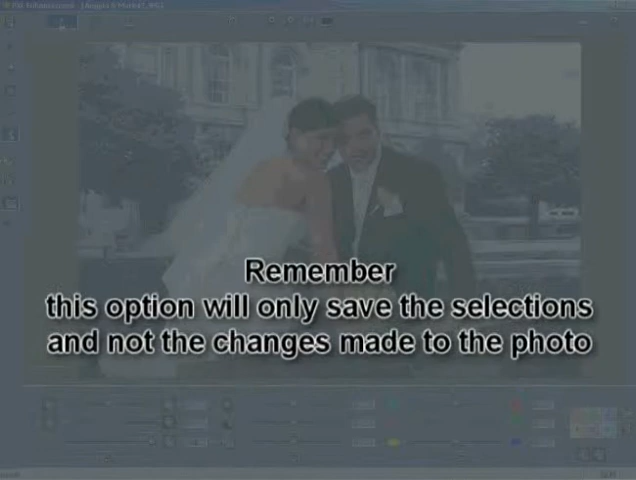 Remember
this option will only save the selections
and not the changes made to the photo